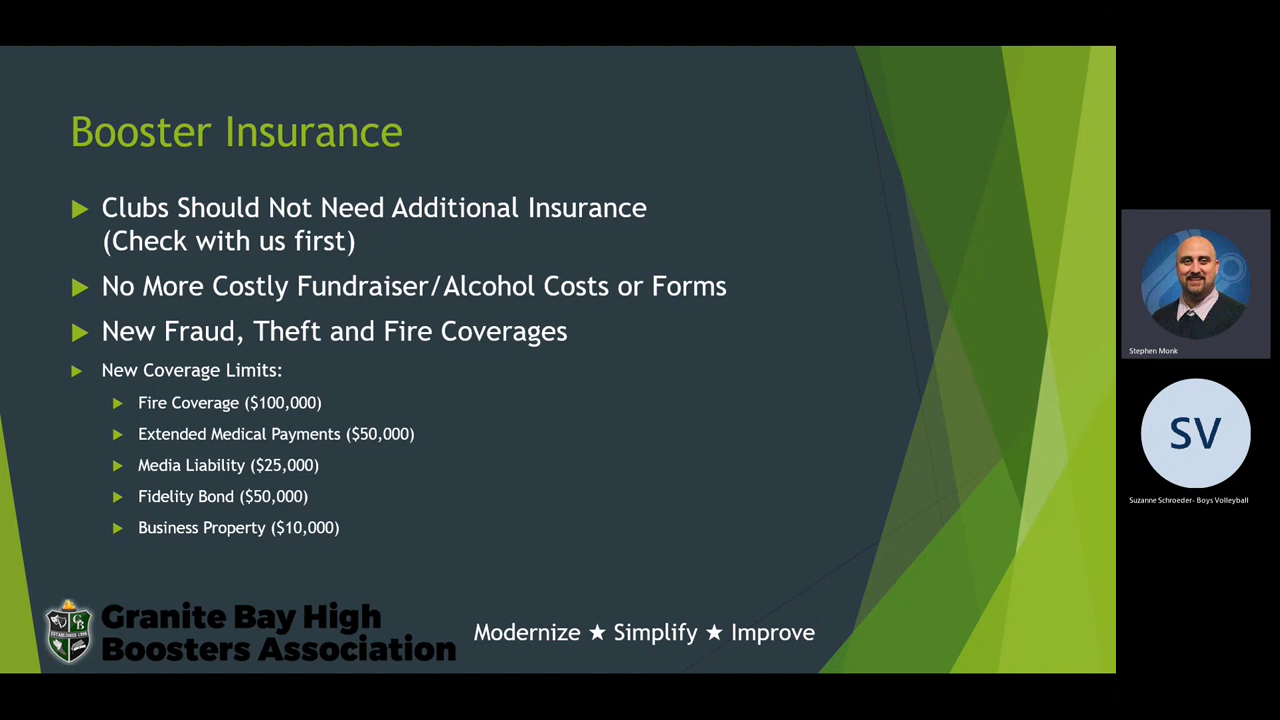 Booster Insurance
Clubs Should Not Need Additional Insurance
(Check with us first)
No More Costly Fundraiser/Alcohol Costs or Forms
New Fraud, Theft and Fire Coverages
New Coverage Limits:
Fire Coverage ($100,000)
Extended Medical Payments ($50,000)
Media Liability ($25,000)
Fidelity Bond ($50,000)
Business Property ($10,000)
Granite Bay High
Boosters Association
Modernize ★ Simplify ★ Improve
Stephen Monk
SV
Suzanne Schroeder- Boys Volleyball